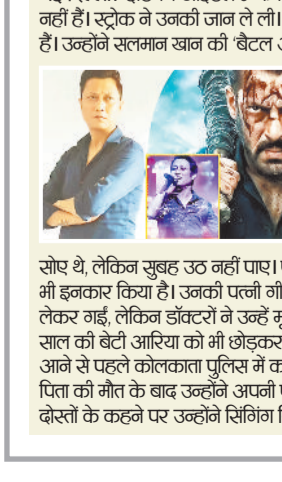 नहीं हैं। स्ट्रोक ने उनकी जान ले ली।
हैं। उन्होंने सलमान खान की ‘बैटल
सोए थे, लेकिन सुबह उठ नहीं पाए।
भी इनकार किया है। उनकी पत्नी
लेकर गईं, लेकिन डॉक्टरों ने उन्हें
साल की बेटी आरिया को भी छोड़कर
आने से पहले कोलकाता पुलिस में
पिता की मौत के बाद उन्होंने अपनी
दोस्तों के कहने पर उन्होंने सिंगिंग